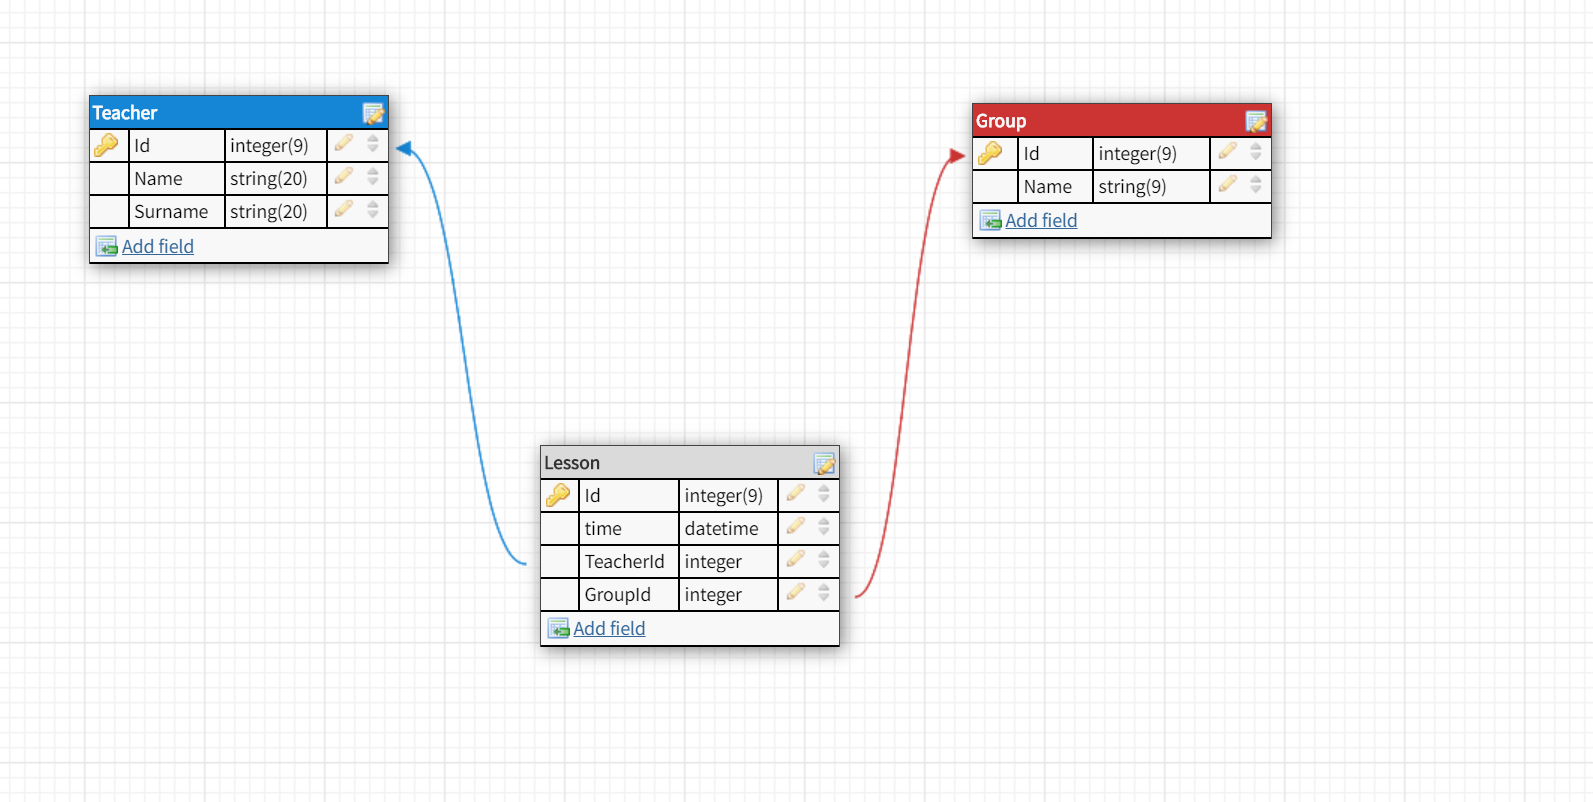 Teacher
Id integer(9)
Name string(20)
Surname string(20)
Add field
Group
Id integer(9)
Name string(9)
Add field
Lesson
Id integer(9)
time datetime
TeacherId integer
GroupId integer
Add field